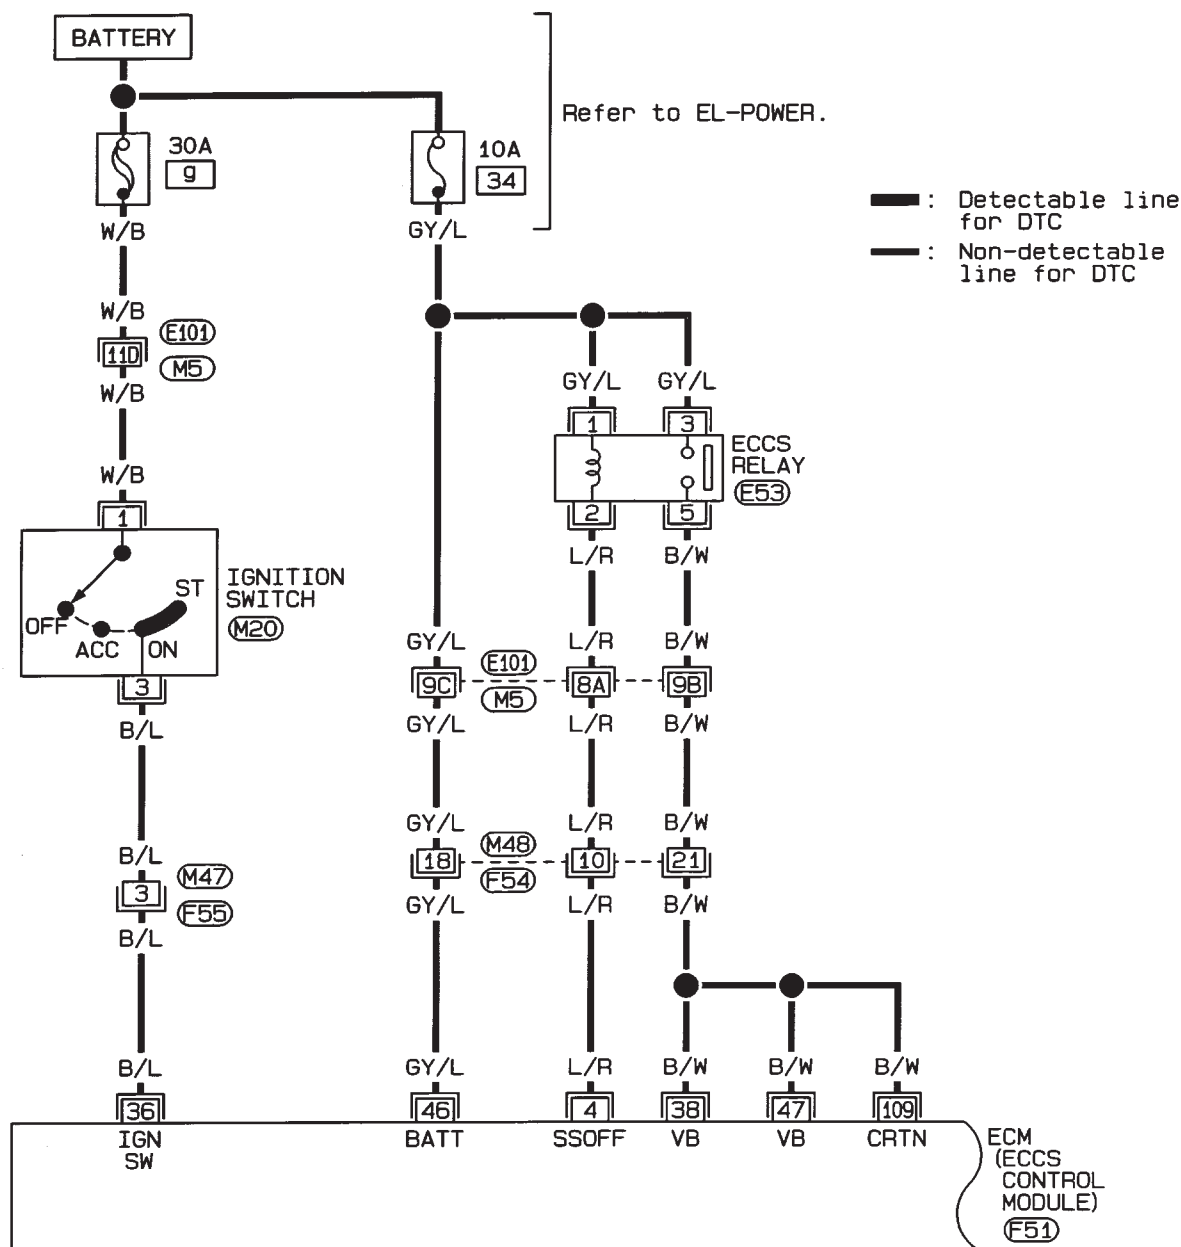 BATTERY
Refer to EL-POWER.
30A
g
10A
34
W/B
GY/L
: Detectable line
for DTC
: Non-detectable
line for DTC
W/B
E101
11D
M5
W/B
GY/L
GY/L
1
3
ECCS
RELAY
E53
2
5
W/B
1
L/R
B/W
IGNITION
SWITCH
M20
ST
OFF
ACC
ON
3
GY/L
L/R
B/W
E101
9C
8A
9B
M5
B/L
GY/L
L/R
B/W
GY/L
L/R
B/W
M48
18
10
21
F54
B/L
M47
3
F55
GY/L
L/R
B/W
B/L
B/L
GY/L
L/R
B/W
B/W
B/W
36
46
4
38
47
109
IGN
SW
BATT
SSOFF
VB
VB
CRTN
ECM
(ECCS
CONTROL
MODULE)
F51